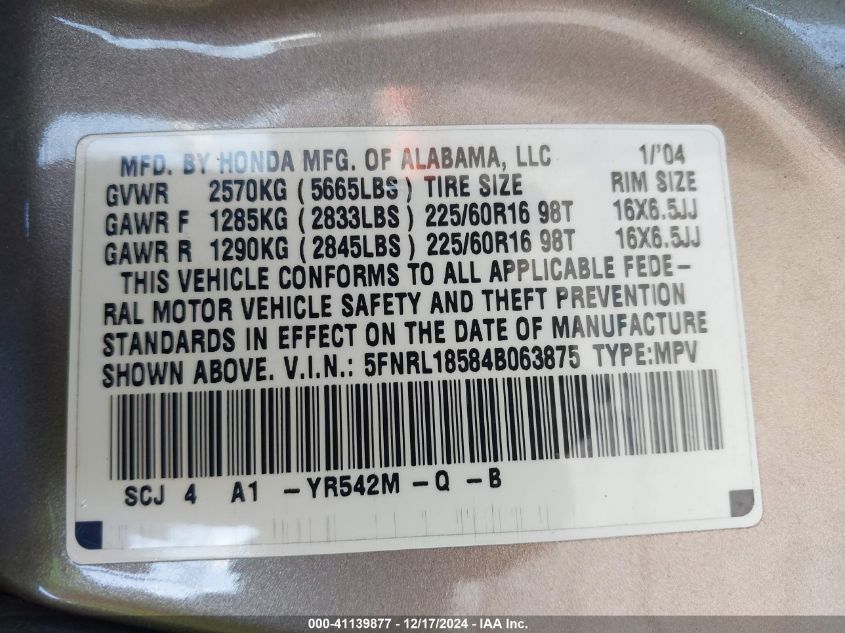 MFD. BY HONDA MFG. OF ALABAMA, LLC 1/'04
GVWR 2570KG (5665LBS) TIRE SIZE RIM SIZE
GAWR F 1285KG (2833LBS) 225/60R16 98T 16X6.5JJ
GAWR R 1290KG (2845LBS) 225/60R16 98T 16X6.5JJ
THIS VEHICLE CONFORMS TO ALL APPLICABLE FEDE-
RAL MOTOR VEHICLE SAFETY AND THEFT PREVENTION
STANDARDS IN EFFECT ON THE DATE OF MANUFACTURE
SHOWN ABOVE. V.I.N.: 5FNRL18584B063875 TYPE:MPV
SCJ 4 A1 -YR542M-Q-B
000-41139877 - 12/17/2024 - IAA Inc.